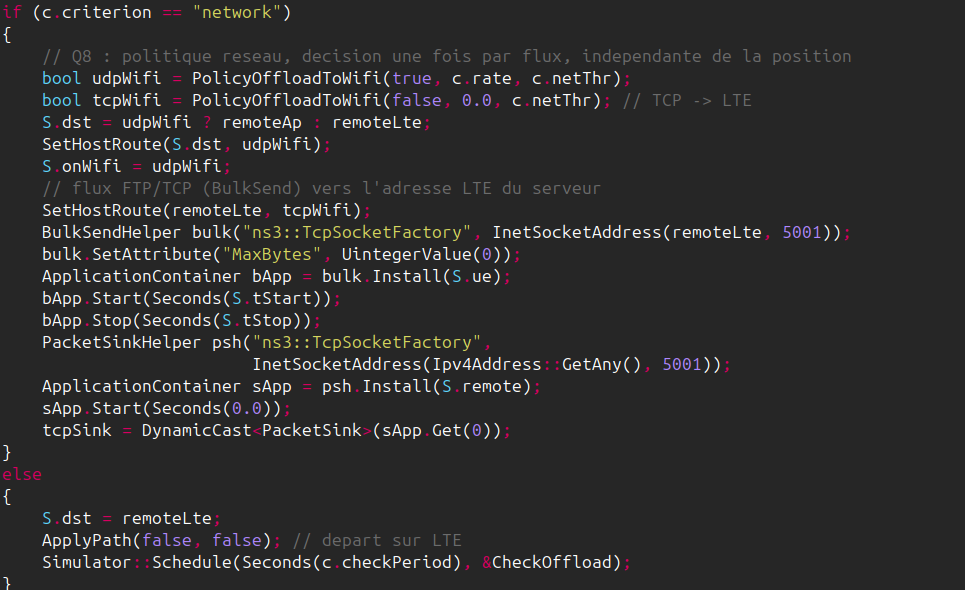 if (c.criterion == "network")
{
    // Q8 : politique reseau, decision une fois par flux, independante de la position
    bool udpWifi = PolicyOffloadToWifi(true, c.rate, c.netThr);
    bool tcpWifi = PolicyOffloadToWifi(false, 0.0, c.netThr); // TCP -> LTE
    S.dst = udpWifi ? remoteAp : remoteLte;
    SetHostRoute(S.dst, udpWifi);
    S.onWifi = udpWifi;
    // flux FTP/TCP (BulkSend) vers l'adresse LTE du serveur
    SetHostRoute(remoteLte, tcpWifi);
    BulkSendHelper bulk("ns3::TcpSocketFactory", InetSocketAddress(remoteLte, 5001));
    bulk.SetAttribute("MaxBytes", UintegerValue(0));
    ApplicationContainer bApp = bulk.Install(S.ue);
    bApp.Start(Seconds(S.tStart));
    bApp.Stop(Seconds(S.tStop));
    PacketSinkHelper psh("ns3::TcpSocketFactory",
                         InetSocketAddress(Ipv4Address::GetAny(), 5001));
    ApplicationContainer sApp = psh.Install(S.remote);
    sApp.Start(Seconds(0.0));
    tcpSink = DynamicCast<PacketSink>(sApp.Get(0));
}
else
{
    S.dst = remoteLte;
    ApplyPath(false, false); // depart sur LTE
    Simulator::Schedule(Seconds(c.checkPeriod), &CheckOffload);
}